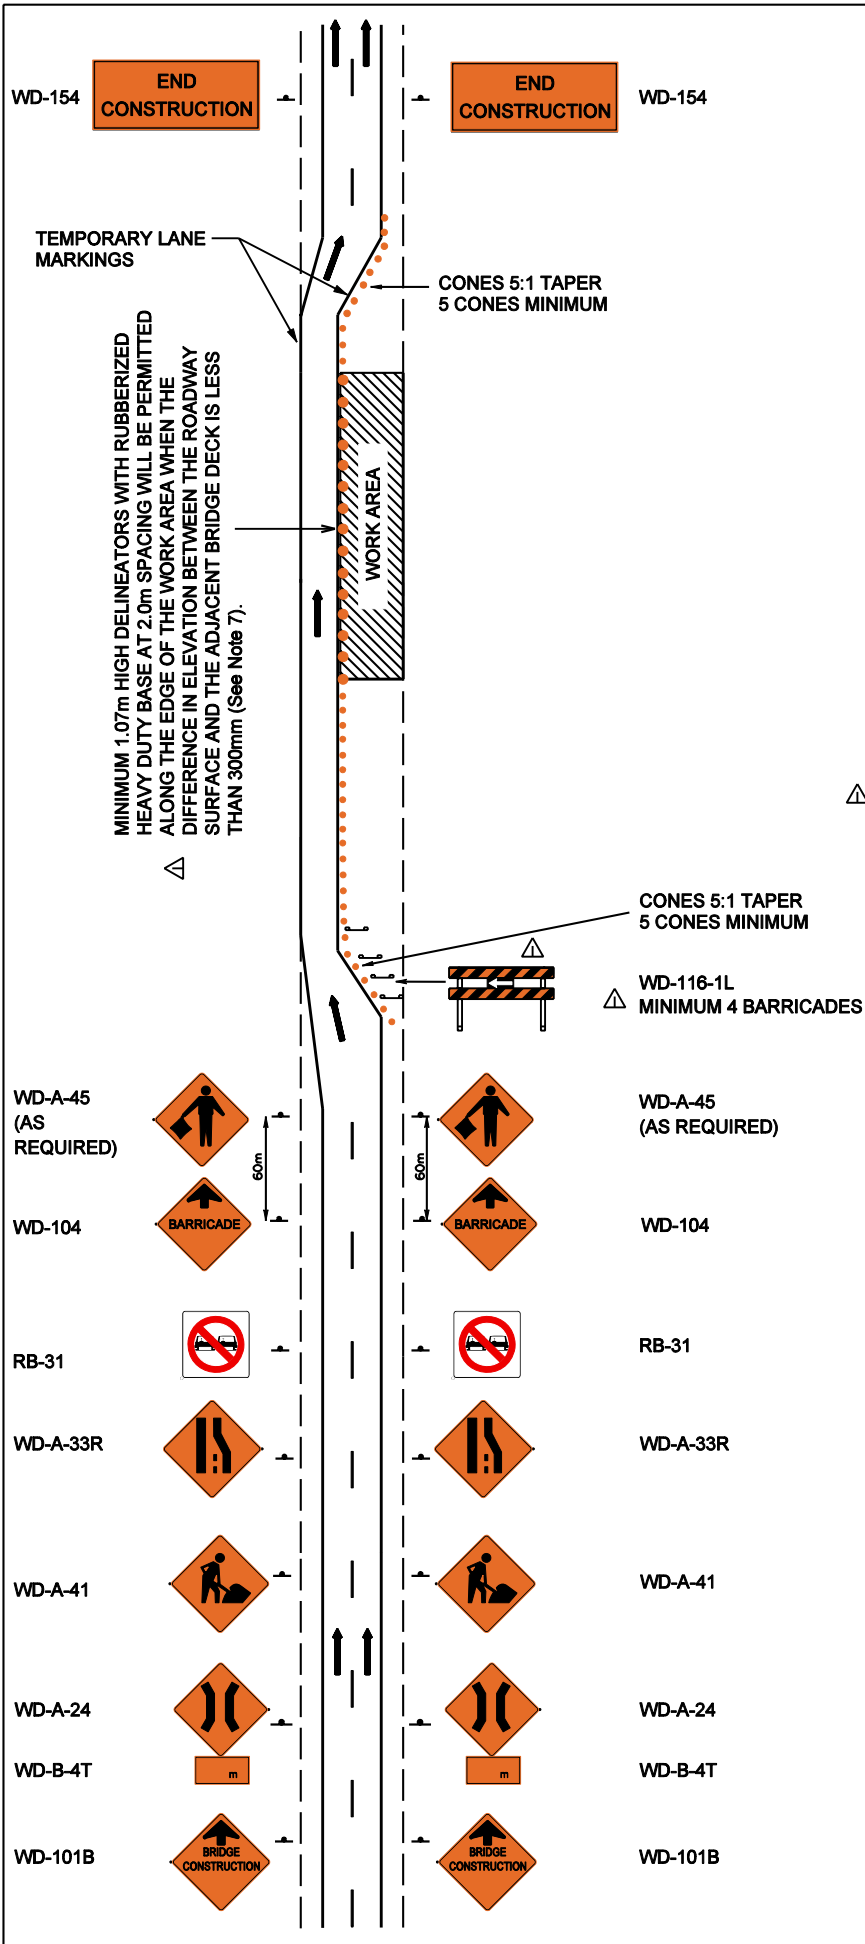 WD-154
END
CONSTRUCTION
END
CONSTRUCTION
WD-154
TEMPORARY LANE
MARKINGS
CONES 5:1 TAPER
5 CONES MINIMUM
MINIMUM 1.07m HIGH DELINEATORS WITH RUBBERIZED
HEAVY DUTY BASE AT 2.0m SPACING WILL BE PERMITTED
ALONG THE EDGE OF THE WORK AREA WHEN THE
DIFFERENCE IN ELEVATION BETWEEN THE ROADWAY
SURFACE AND THE ADJACENT BRIDGE DECK IS LESS
THAN 300mm (See Note 7).
1
WORK AREA
1
CONES 5:1 TAPER
5 CONES MINIMUM
1
WD-116-1L
1 MINIMUM 4 BARRICADES
WD-A-45
(AS
REQUIRED)
60m
60m
WD-A-45
(AS REQUIRED)
WD-104
BARRICADE
BARRICADE
WD-104
RB-31
RB-31
WD-A-33R
WD-A-33R
WD-A-41
WD-A-41
WD-A-24
WD-A-24
WD-B-4T
m
m
WD-B-4T
WD-101B
BRIDGE
CONSTRUCTION
BRIDGE
CONSTRUCTION
WD-101B